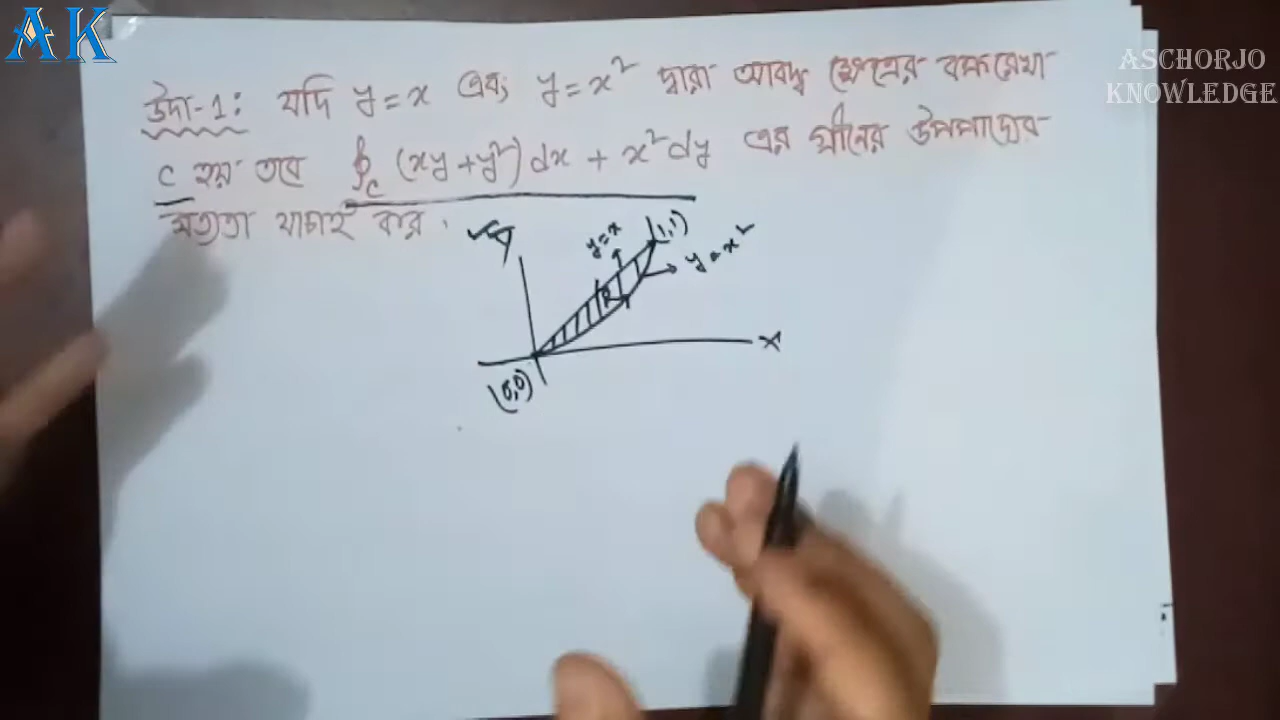 AK
ASCHORJO
KNOWLEDGE
উদা-1: যদি y = x এবং y = x² দ্বারা আবদ্ধ ক্ষেত্রের বক্ররেখা
C হয় তবে ∮c (xy + y²) dx + x² dy এর গ্রীনের উপপাদ্যের
সত্যতা যাচাই কর।
y
y = x
(1,1)
y = x²
R
x
(0,0)